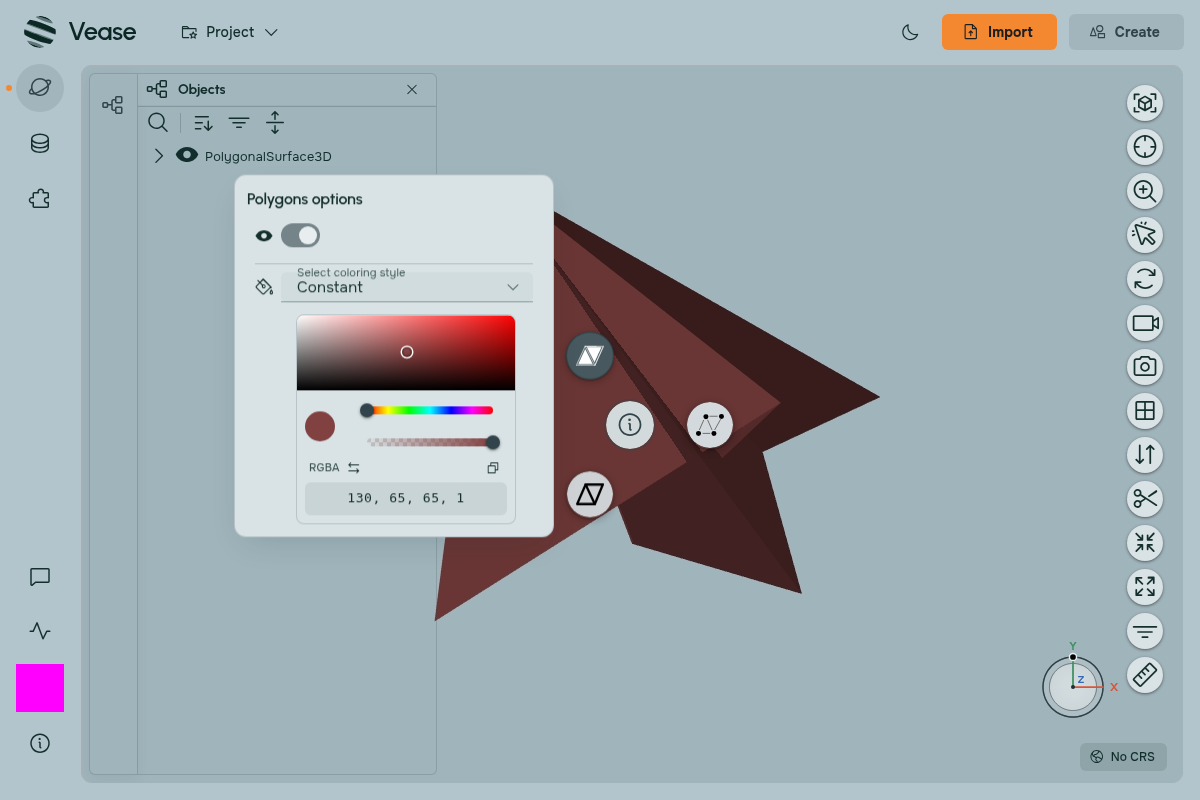 Vease
Project
Import
Create
Objects
PolygonalSurface3D
Polygons options
Select coloring style
Constant
RGBA
130, 65, 65, 1
Y
Z
X
No CRS